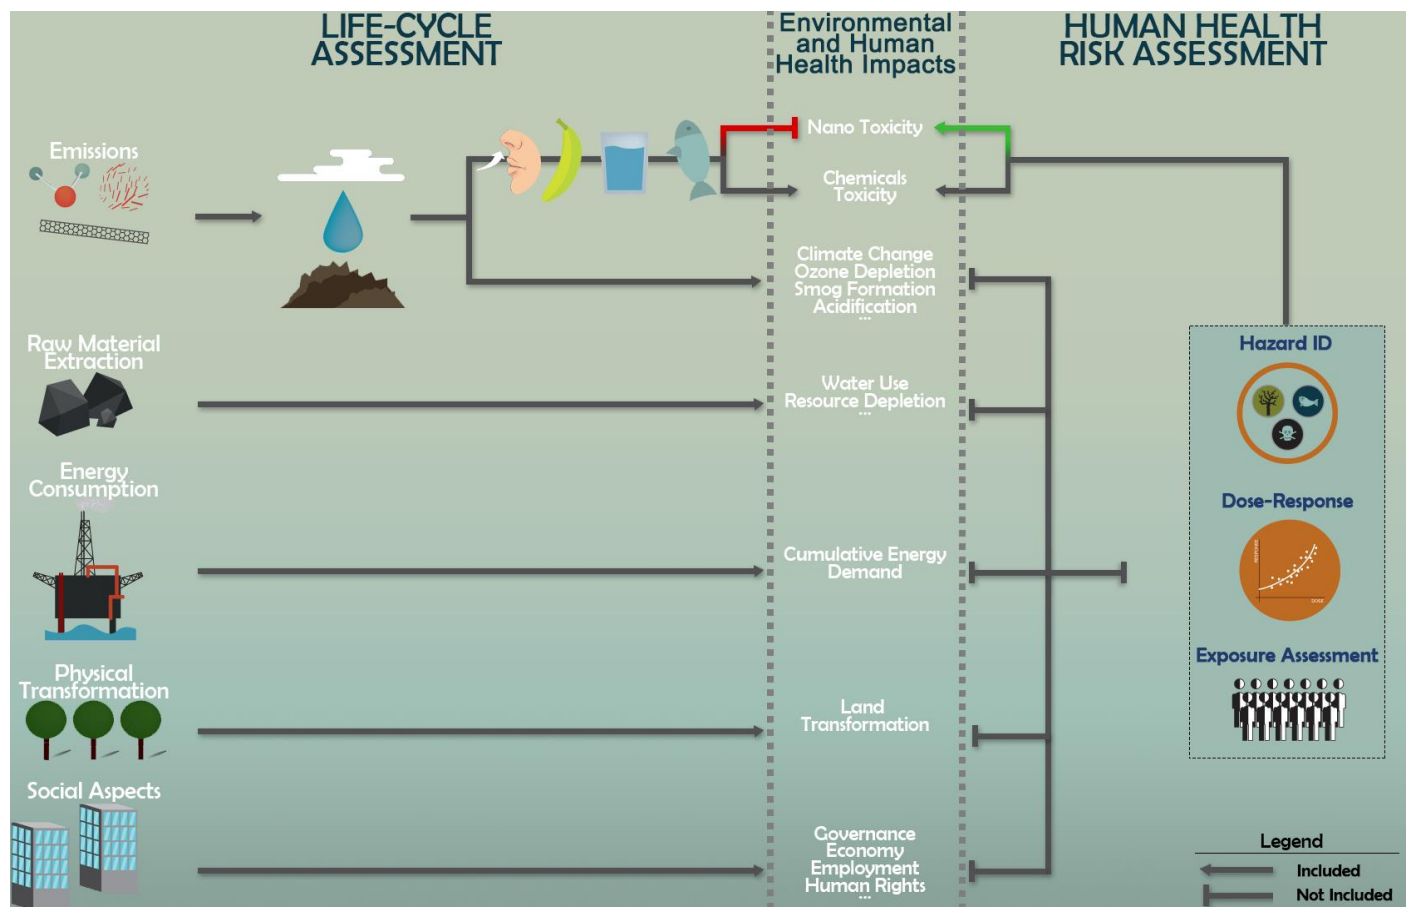 LIFE-CYCLE
ASSESSMENT
Environmental
and Human
Health Impacts
HUMAN HEALTH
RISK ASSESSMENT
Emissions
Nano Toxicity
Chemicals
Toxicity
Climate Change
Ozone Depletion
Smog Formation
Acidification
...
Raw Material
Extraction
Water Use
Resource Depletion
...
Energy
Consumption
Cumulative Energy
Demand
Physical
Transformation
Land
Transformation
Social Aspects
Governance
Economy
Employment
Human Rights
...
Hazard ID
Dose-Response
RESPONSE
DOSE
Exposure Assessment
Legend
Included
Not Included